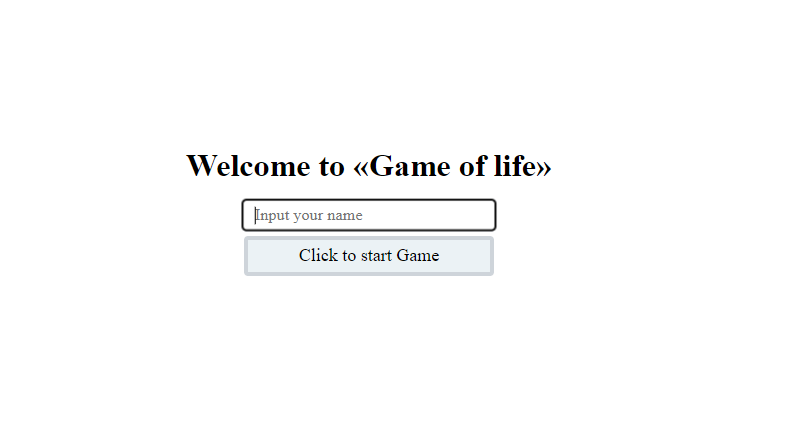 Welcome to «Game of life»
Input your name
Click to start Game